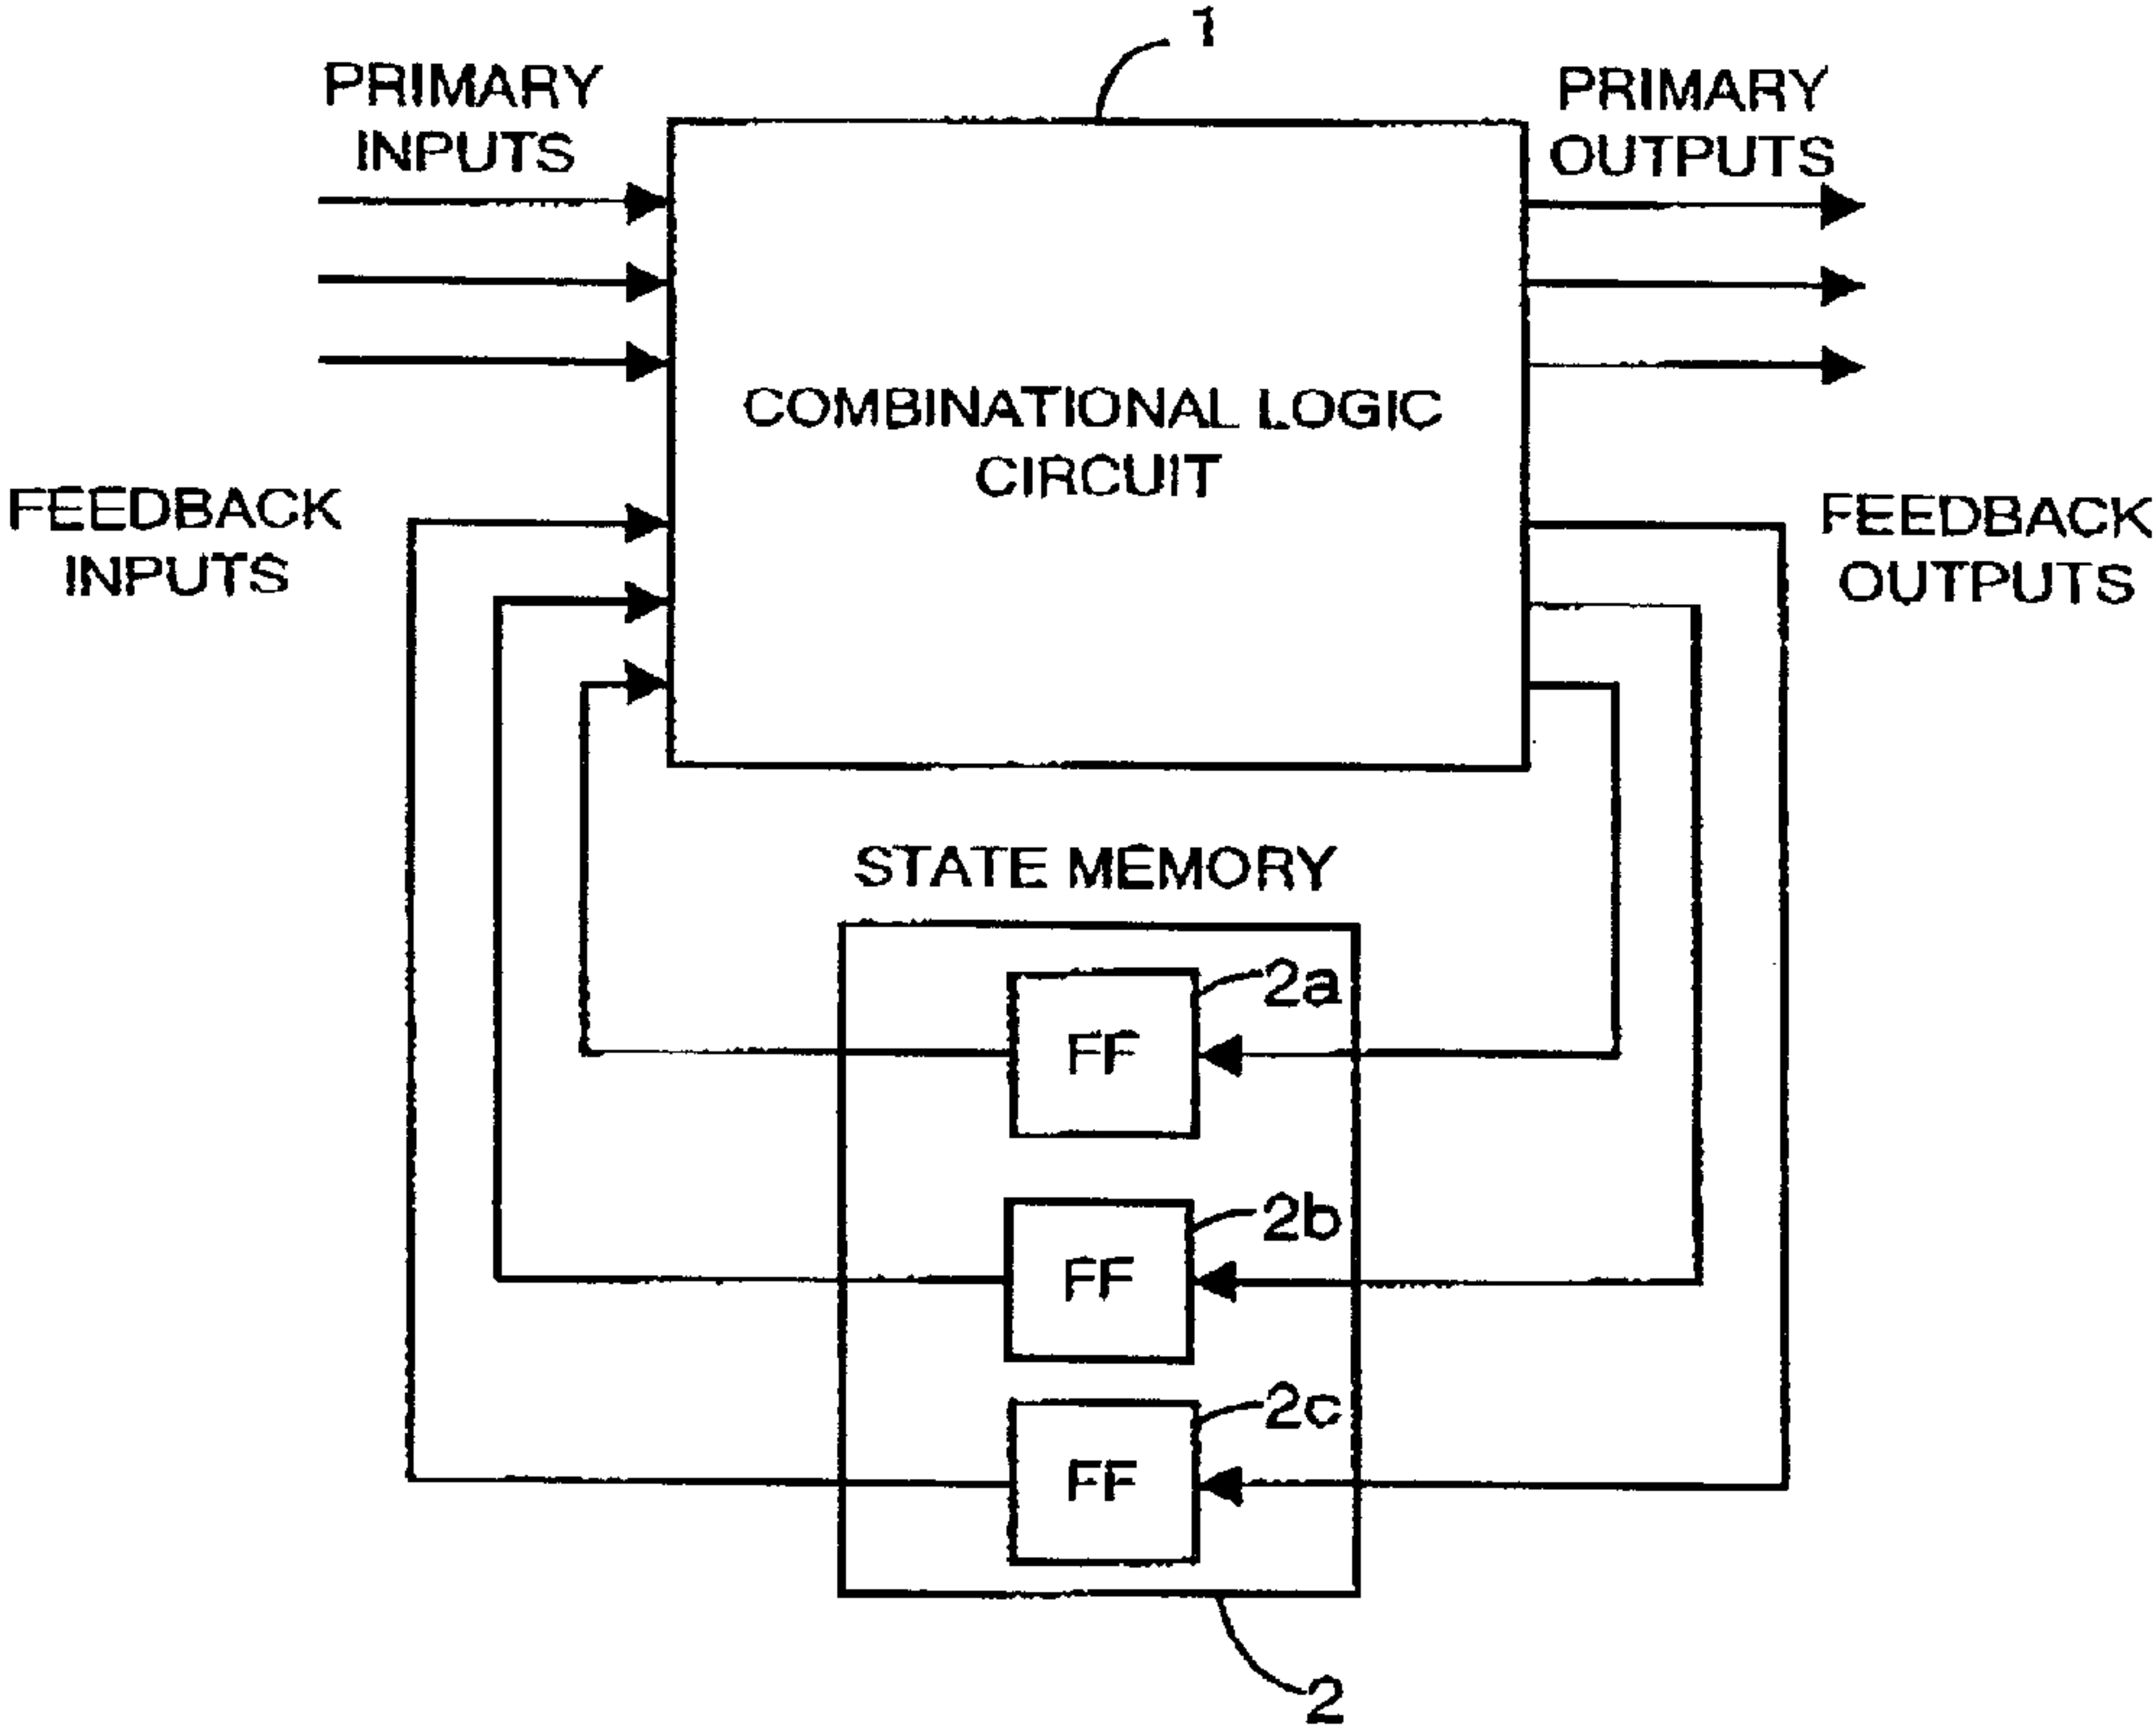 1
PRIMARY
INPUTS
PRIMARY
OUTPUTS
COMBINATIONAL LOGIC
CIRCUIT
FEEDBACK
INPUTS
FEEDBACK
OUTPUTS
STATE MEMORY
2a
FF
2b
FF
2c
FF
2